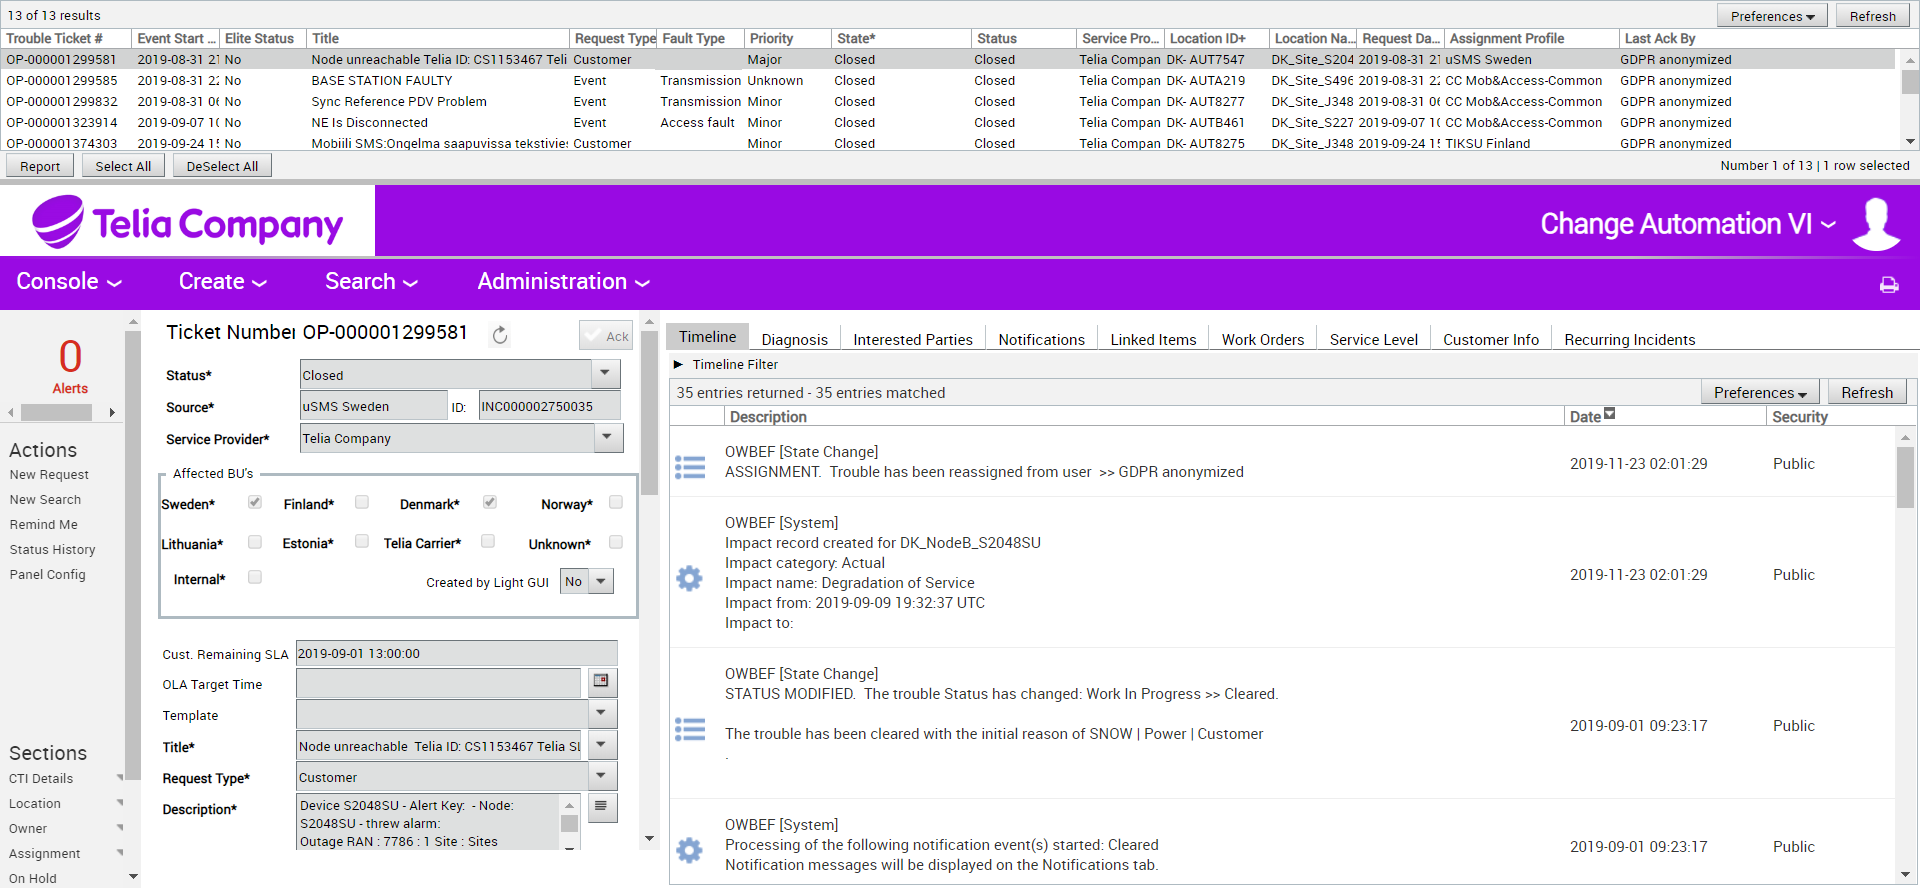 13 of 13 results
Preferences
Refresh
Trouble Ticket # Event Start ... Elite Status Title Request Type Fault Type Priority State* Status Service Pro... Location ID+ Location Na... Request Da... Assignment Profile Last Ack By
OP-000001299581 2019-08-31 21 No Node unreachable Telia ID: CS1153467 Teli Customer Major Closed Closed Telia Compan DK- AUT7547 DK_Site_S204 2019-08-31 21 uSMS Sweden GDPR anonymized
OP-000001299585 2019-08-31 22 No BASE STATION FAULTY Event Transmission Unknown Closed Closed Telia Compan DK- AUTA219 DK_Site_S496 2019-08-31 22 CC Mob&Access-Common GDPR anonymized
OP-000001299832 2019-08-31 06 No Sync Reference PDV Problem Event Transmission Minor Closed Closed Telia Compan DK- AUT8277 DK_Site_J348 2019-08-31 06 CC Mob&Access-Common GDPR anonymized
OP-000001323914 2019-09-07 10 No NE Is Disconnected Event Access fault Minor Closed Closed Telia Compan DK- AUTB461 DK_Site_S227 2019-09-07 10 CC Mob&Access-Common GDPR anonymized
OP-000001374303 2019-09-24 15 No Mobiili SMS:Ongelma saapuvissa tekstivies Customer Minor Closed Closed Telia Compan DK- AUT8275 DK_Site_J348 2019-09-24 15 TIKSU Finland GDPR anonymized
Report Select All DeSelect All
Number 1 of 13 | 1 row selected
Telia Company
Change Automation VI
Console Create Search Administration
0
Alerts
Actions
New Request
New Search
Remind Me
Status History
Panel Config
Sections
CTI Details
Location
Owner
Assignment
On Hold
Ticket Number OP-000001299581
Ack
Status* Closed
Source* uSMS Sweden ID: INC000002750035
Service Provider* Telia Company
Affected BU's
Sweden* Finland* Denmark* Norway*
Lithuania* Estonia* Telia Carrier* Unknown*
Internal* Created by Light GUI No
Cust. Remaining SLA 2019-09-01 13:00:00
OLA Target Time
Template
Title* Node unreachable Telia ID: CS1153467 Telia SL
Request Type* Customer
Description* Device S2048SU - Alert Key: - Node:
S2048SU - threw alarm:
Outage RAN : 7786 : 1 Site : Sites
Timeline Diagnosis Interested Parties Notifications Linked Items Work Orders Service Level Customer Info Recurring Incidents
Timeline Filter
35 entries returned - 35 entries matched
Preferences Refresh
Description Date Security
OWBEF [State Change]
ASSIGNMENT. Trouble has been reassigned from user >> GDPR anonymized
2019-11-23 02:01:29 Public
OWBEF [System]
Impact record created for DK_NodeB_S2048SU
Impact category: Actual
Impact name: Degradation of Service
Impact from: 2019-09-09 19:32:37 UTC
Impact to:
2019-11-23 02:01:29 Public
OWBEF [State Change]
STATUS MODIFIED. The trouble Status has changed: Work In Progress >> Cleared.
The trouble has been cleared with the initial reason of SNOW | Power | Customer
.
2019-09-01 09:23:17 Public
OWBEF [System]
Processing of the following notification event(s) started: Cleared
Notification messages will be displayed on the Notifications tab.
2019-09-01 09:23:17 Public